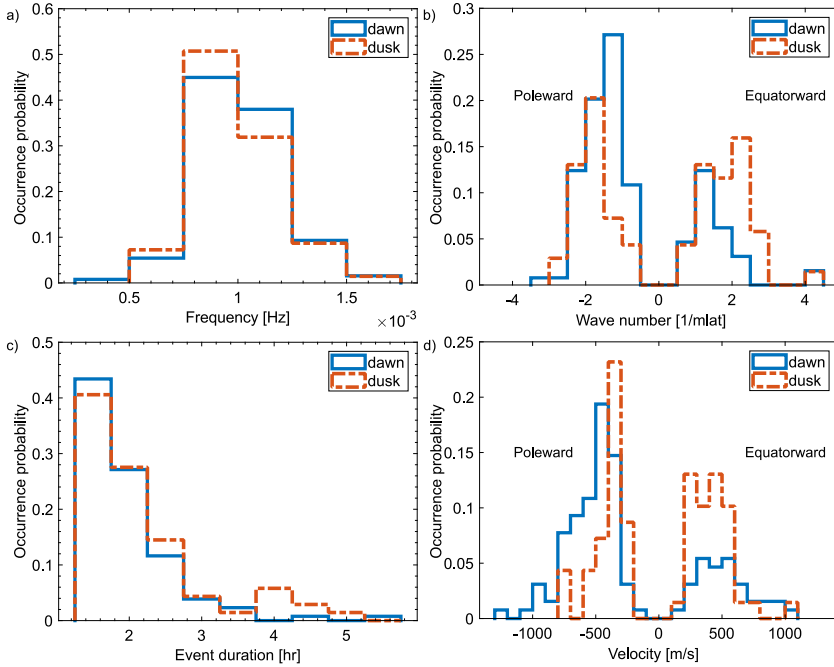 a)
0.6
0.5
0.4
0.3
0.2
0.1
0
Occurrence probability
dawn
dusk
0.5
1
1.5
Frequency [Hz]
×10⁻³
b)
0.3
0.25
0.2
0.15
0.1
0.05
0
Occurrence probability
dawn
dusk
Poleward
Equatorward
-4
-2
0
2
4
Wave number [1/mlat]
c)
0.5
0.4
0.3
0.2
0.1
0
Occurrence probability
dawn
dusk
2
3
4
5
Event duration [hr]
d)
0.25
0.2
0.15
0.1
0.05
0
Occurrence probability
dawn
dusk
Poleward
Equatorward
-1000
-500
0
500
1000
Velocity [m/s]